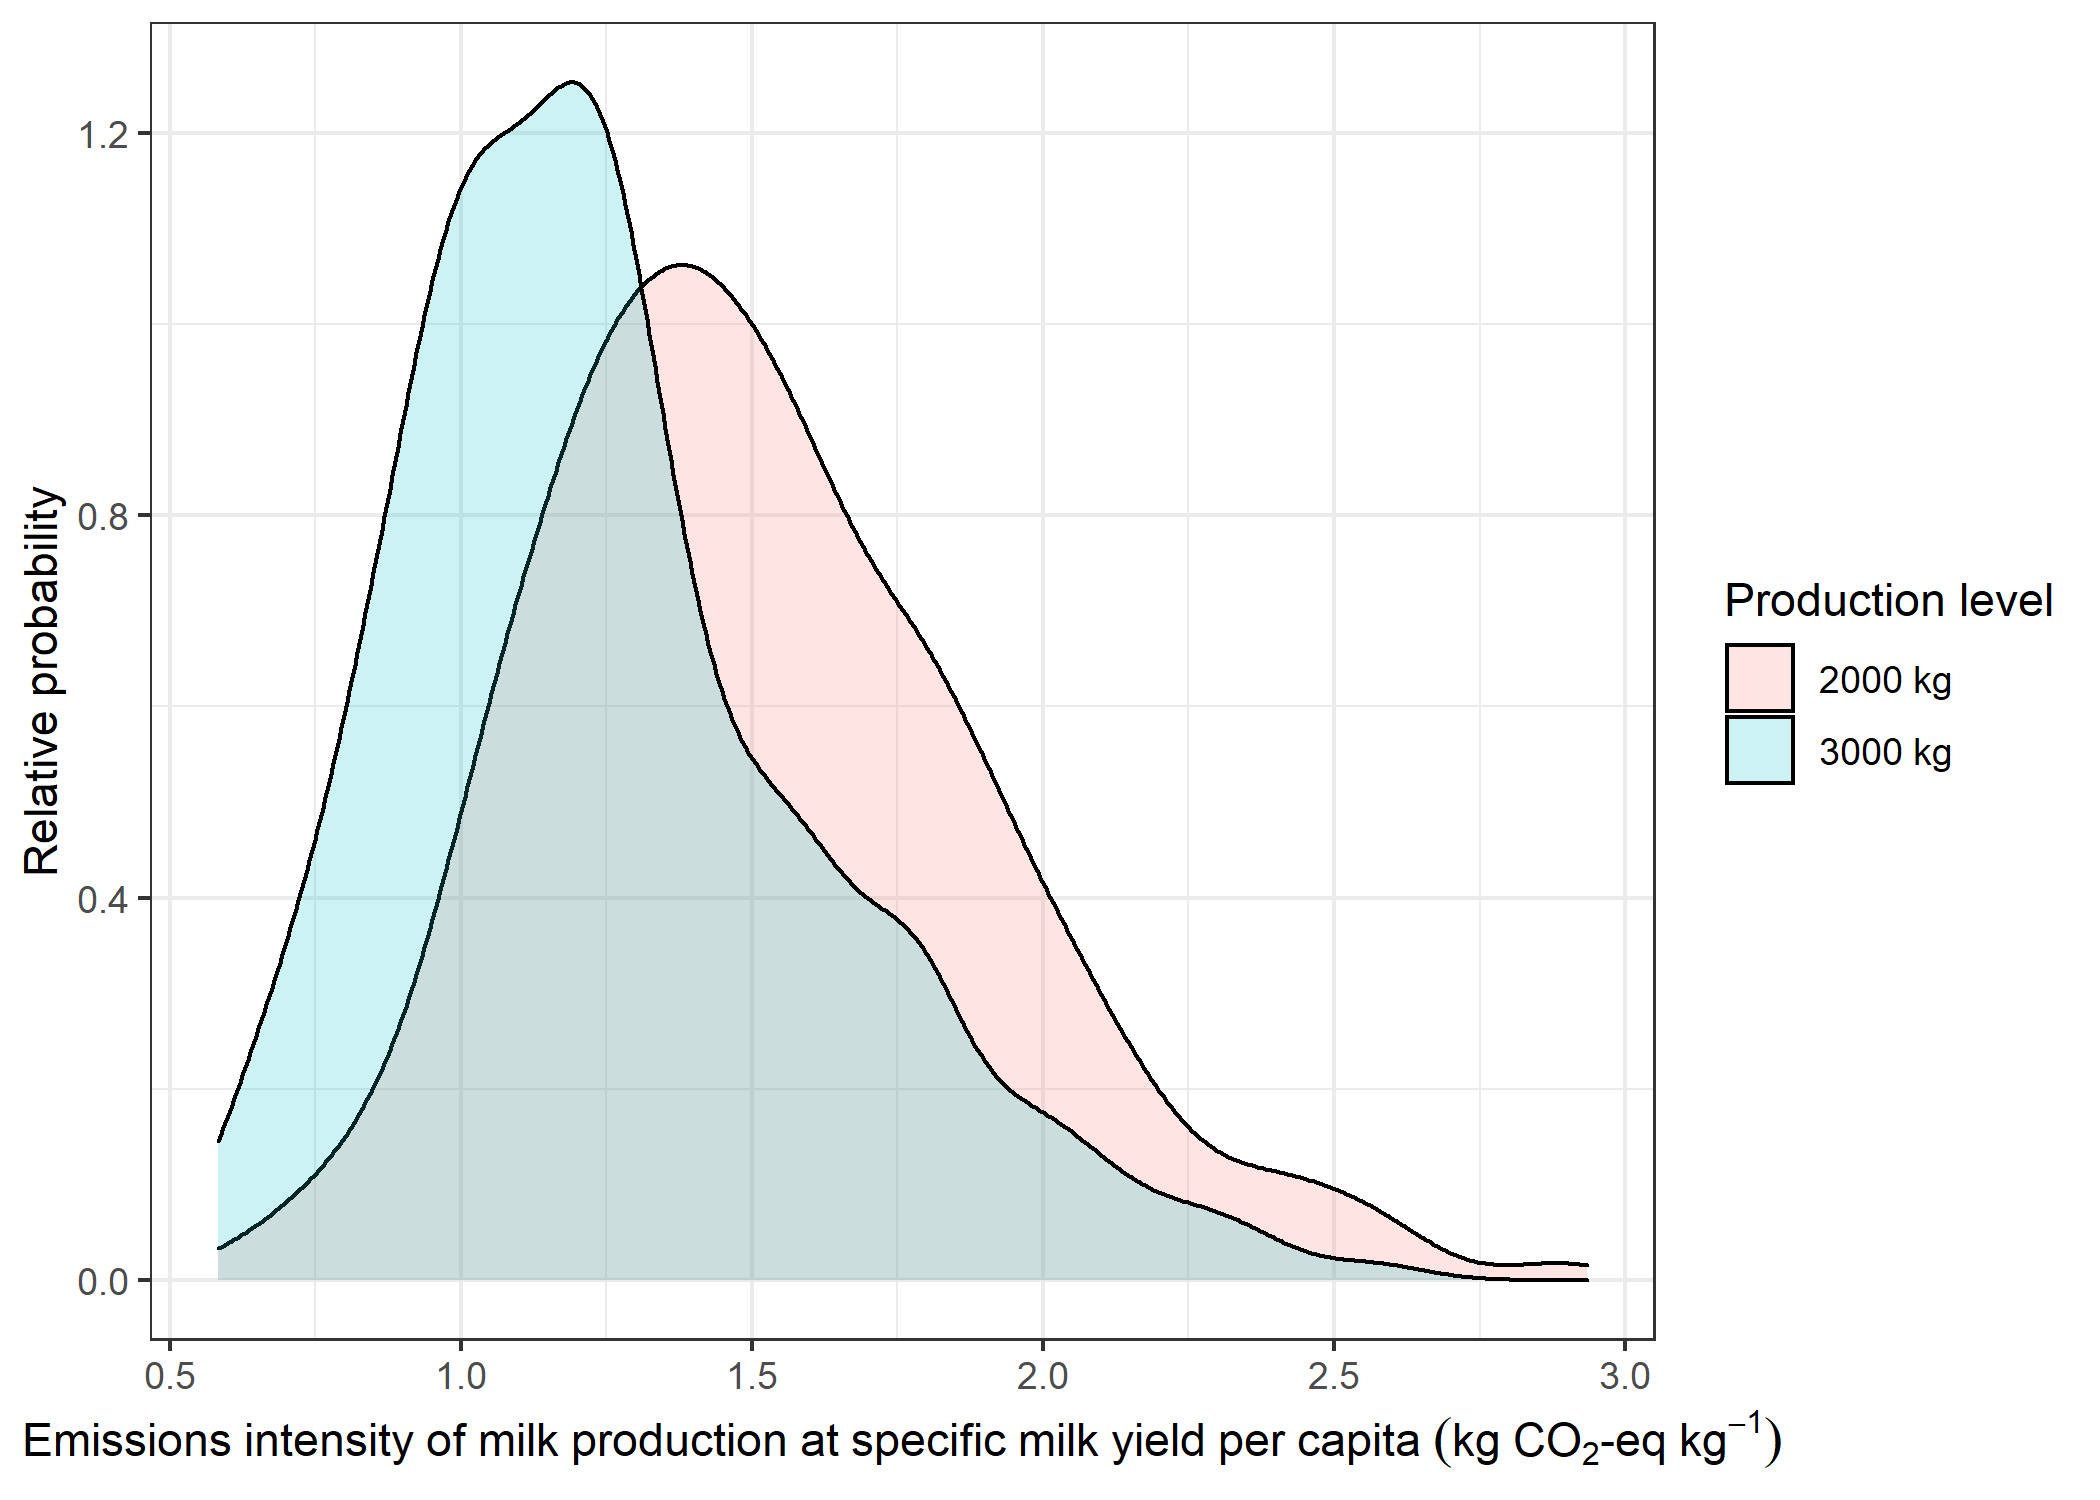 Relative probability
1.2
0.8
0.4
0.0
0.5 1.0 1.5 2.0 2.5 3.0
Emissions intensity of milk production at specific milk yield per capita (kg CO₂-eq kg⁻¹)
Production level
2000 kg
3000 kg